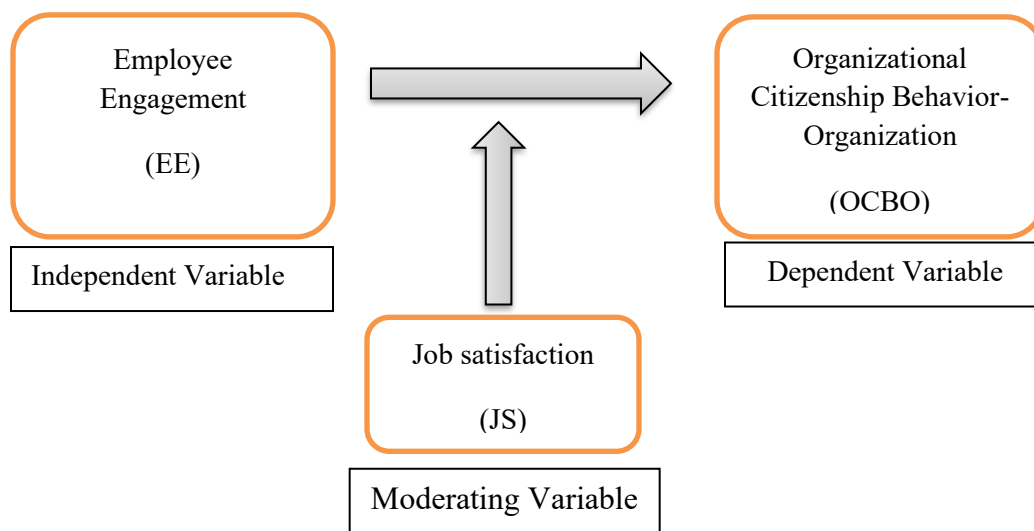 Employee
Engagement
(EE)
Independent Variable
Organizational
Citizenship Behavior-
Organization
(OCBO)
Dependent Variable
Job satisfaction
(JS)
Moderating Variable